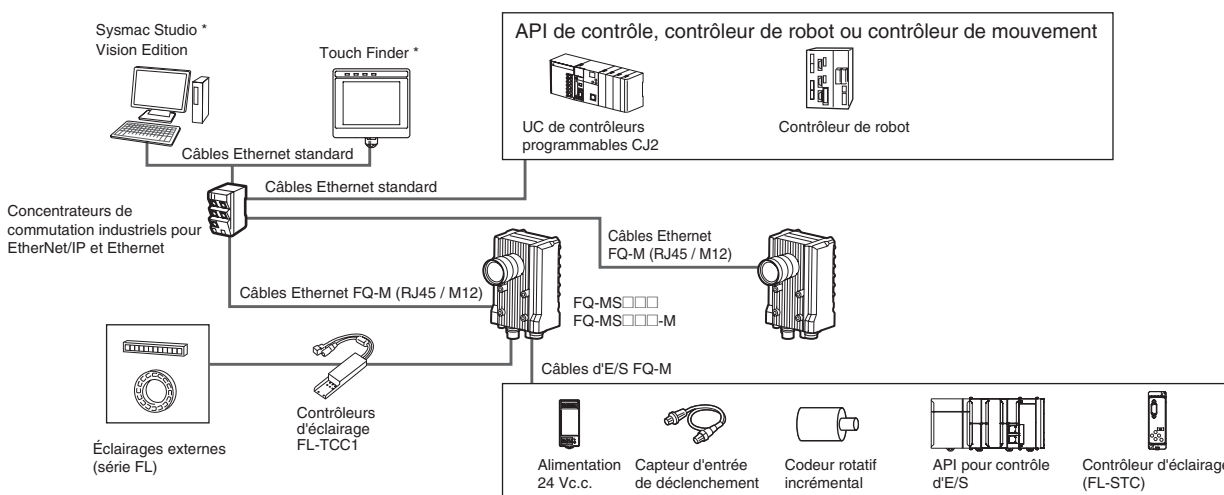 Sysmac Studio *
Vision Edition
Touch Finder *
API de contrôle, contrôleur de robot ou contrôleur de mouvement
UC de contrôleurs
programmables CJ2
Contrôleur de robot
Câbles Ethernet standard
Câbles Ethernet standard
Concentrateurs de
commutation industriels pour
EtherNet/IP et Ethernet
Câbles Ethernet
FQ-M (RJ45 / M12)
Câbles Ethernet FQ-M (RJ45 / M12)
FQ-MS□□□
FQ-MS□□□-M
Câbles d'E/S FQ-M
Éclairages externes
(série FL)
Contrôleurs
d'éclairage
FL-TCC1
Alimentation
24 Vc.c.
Capteur d'entrée
de déclenchement
Codeur rotatif
incrémental
API pour contrôle
d'E/S
Contrôleur d'éclairage
(FL-STC)